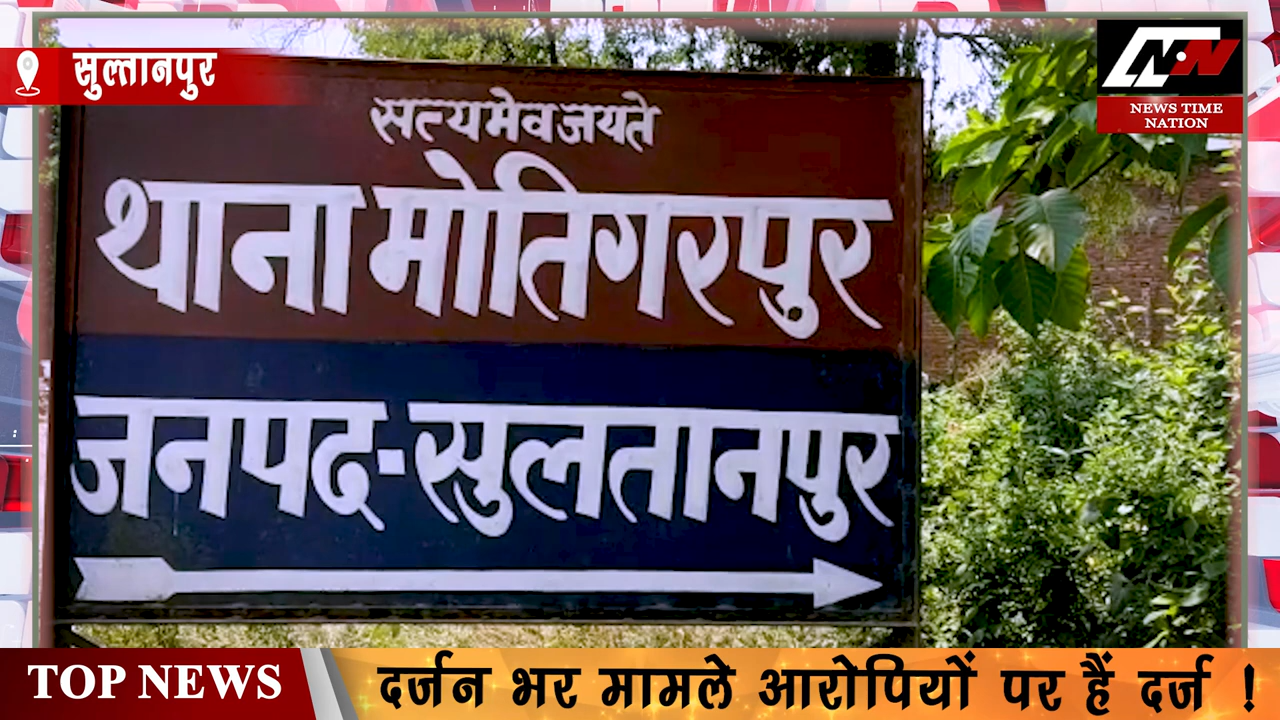 सुल्तानपुर
NEWS TIME
NATION
सत्यमेव जयते
थाना मोतिगरपुर
जनपद-सुलतानपुर
TOP NEWS
दर्जन भर मामले आरोपियों पर हैं दर्ज !